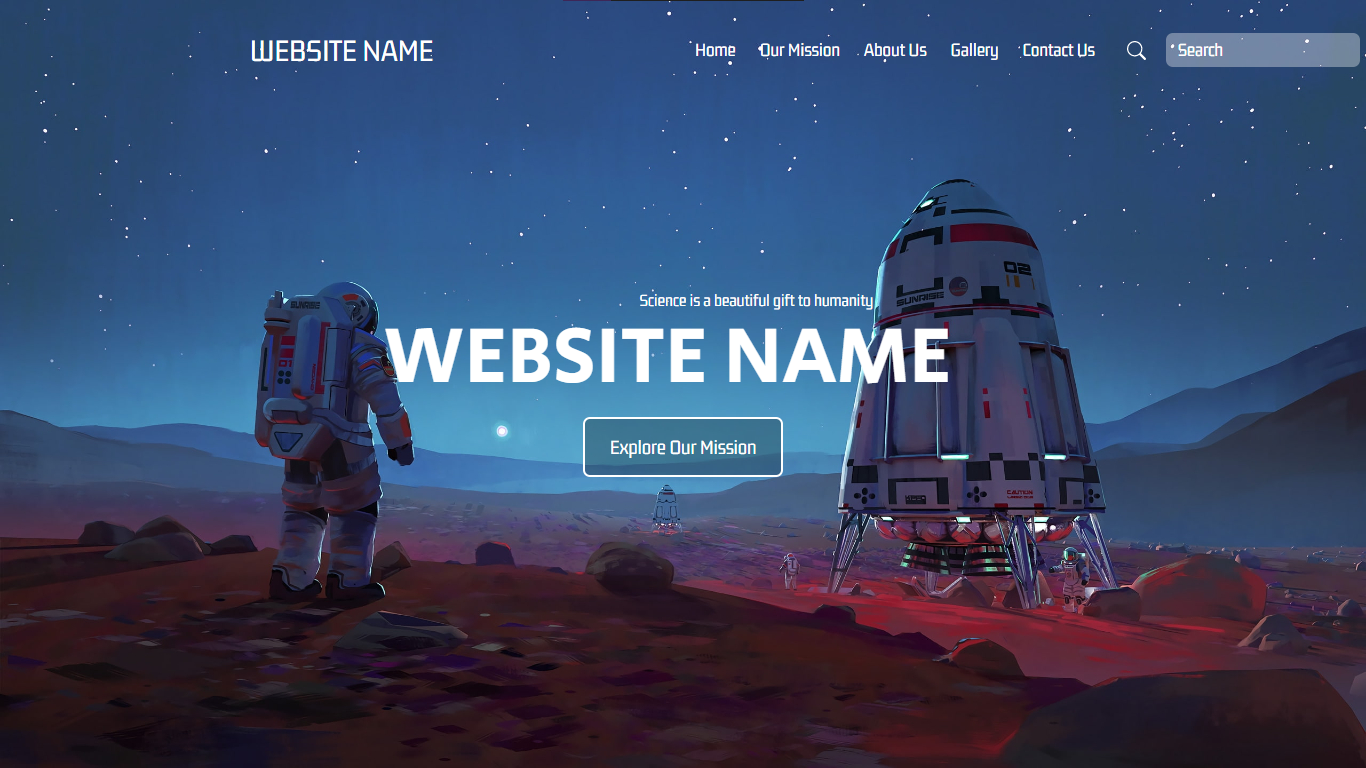 WEBSITE NAME
Home Our Mission About Us Gallery Contact Us Search
Science is a beautiful gift to humanity
WEBSITE NAME
Explore Our Mission
02
SUNRISE
SUNRISE
01
CAUTION